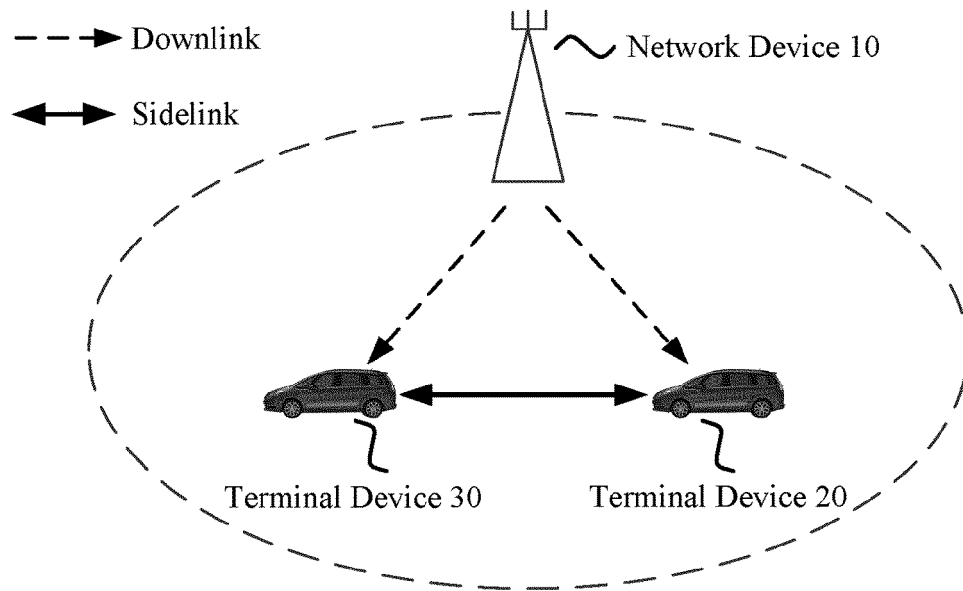 Downlink
Network Device 10
Sidelink
Terminal Device 30
Terminal Device 20